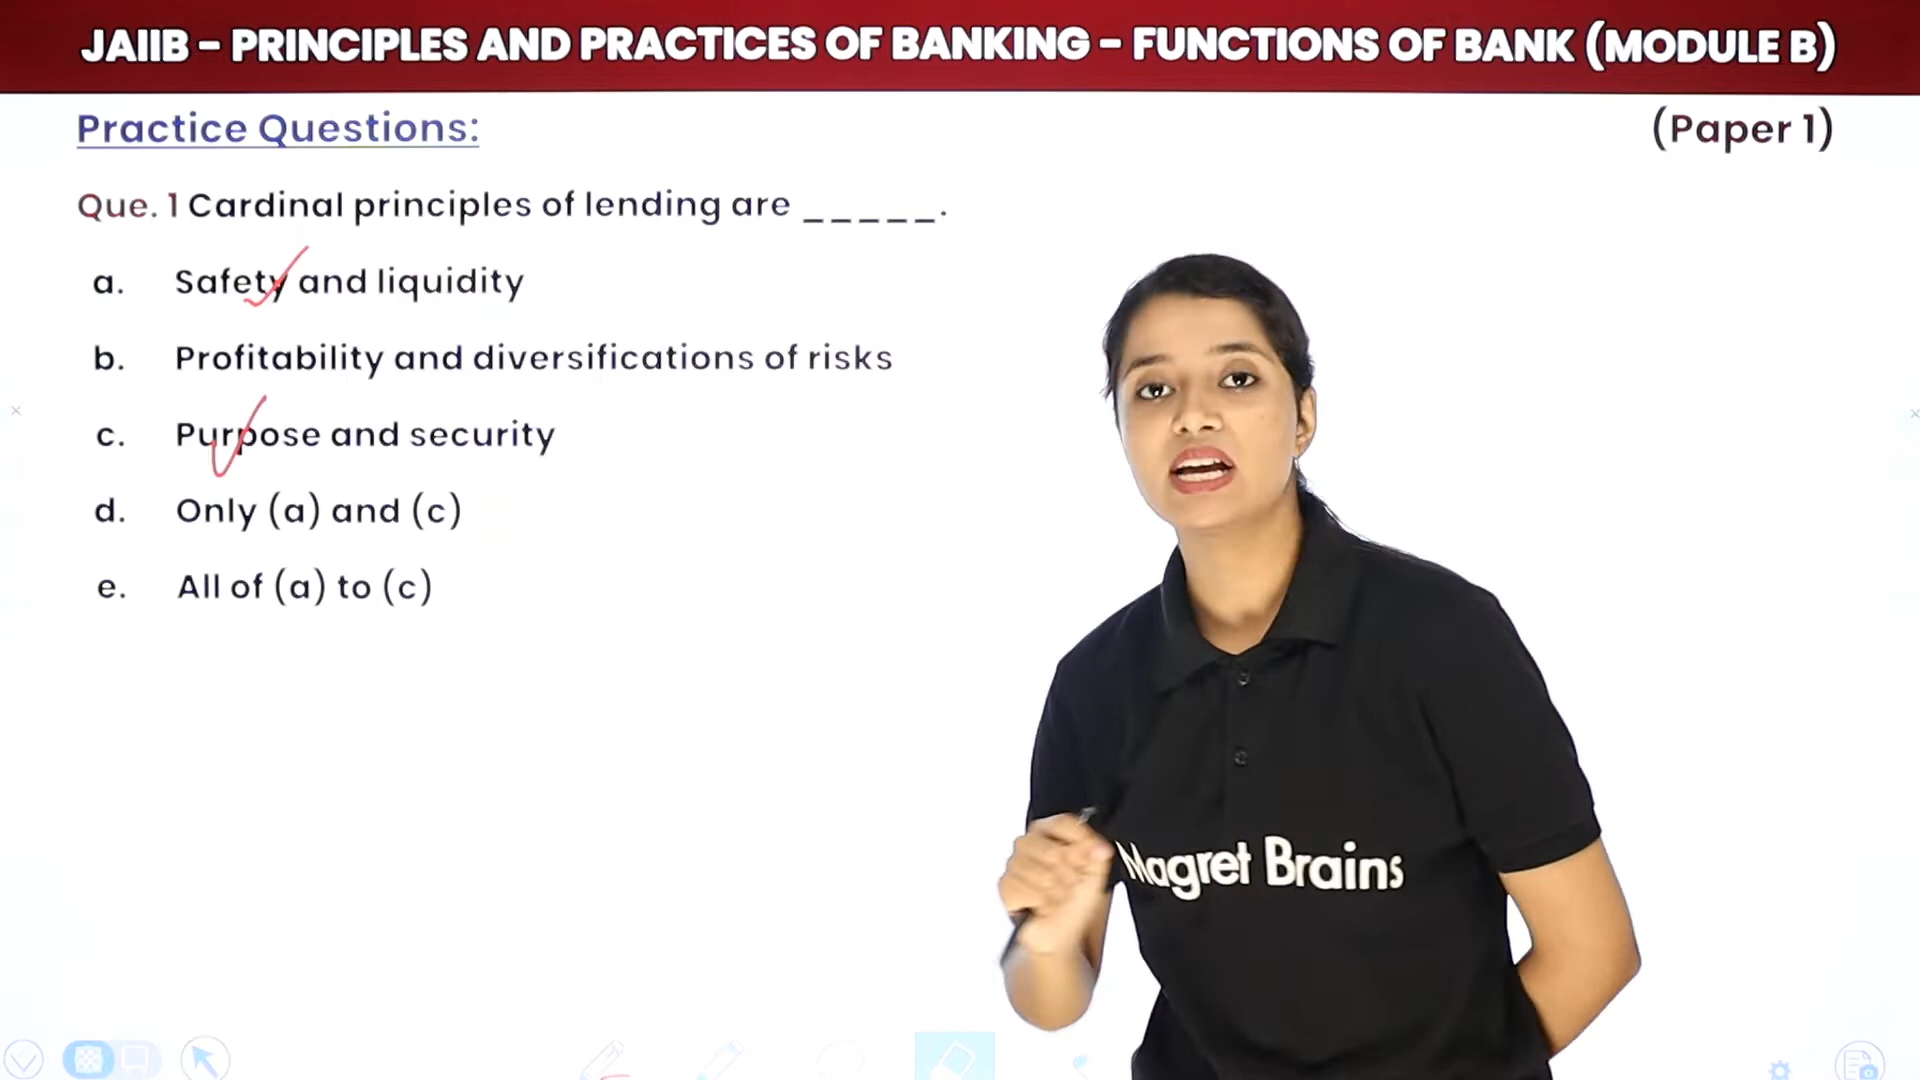 JAIIB – PRINCIPLES AND PRACTICES OF BANKING – FUNCTIONS OF BANK (MODULE B)
Practice Questions:
(Paper 1)
Que. 1 Cardinal principles of lending are _____.
a. Safety and liquidity
b. Profitability and diversifications of risks
c. Purpose and security
d. Only (a) and (c)
e. All of (a) to (c)
Magret Brains